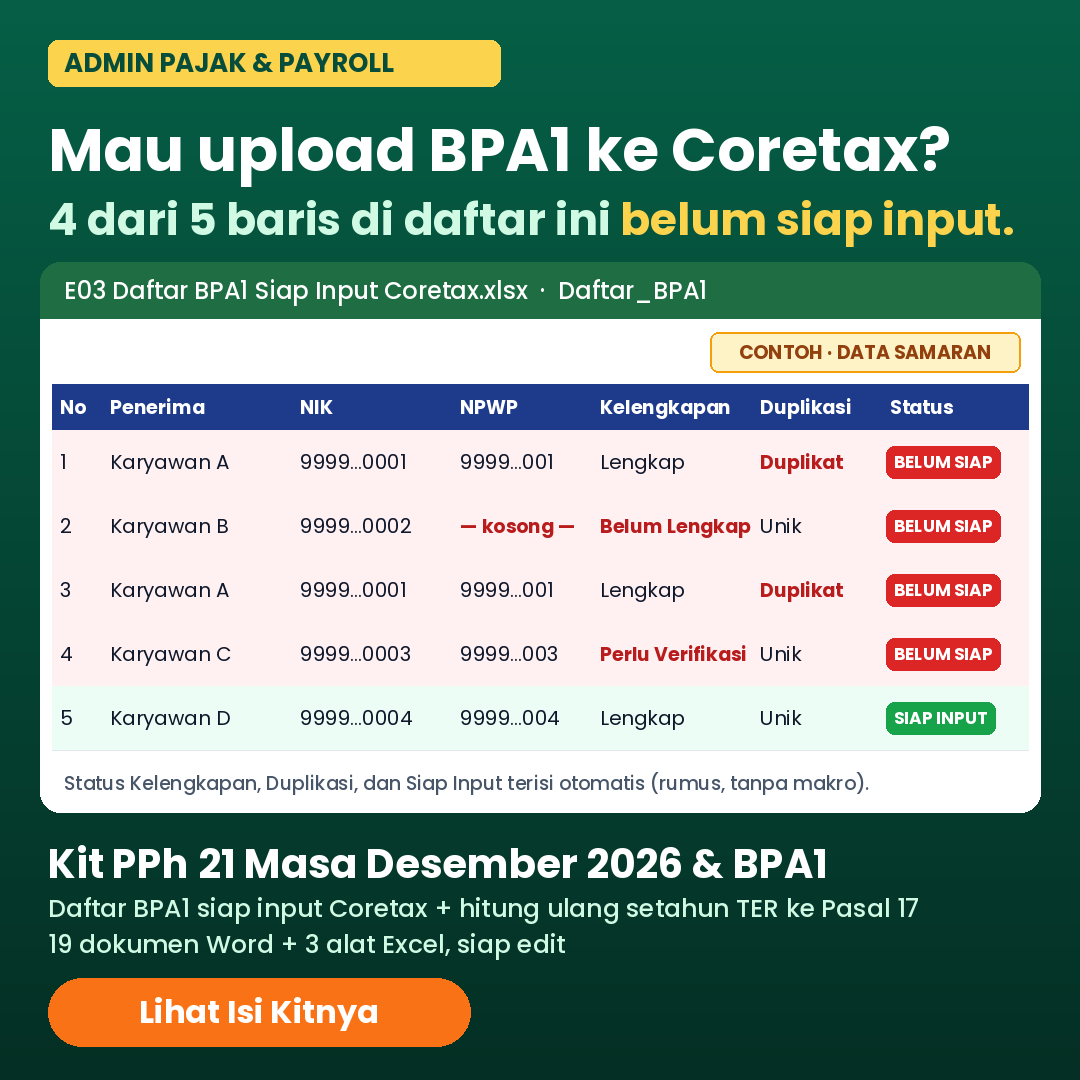 ADMIN PAJAK & PAYROLL
Mau upload BPA1 ke Coretax?
4 dari 5 baris di daftar ini belum siap input.
E03 Daftar BPA1 Siap Input Coretax.xlsx · Daftar_BPA1
CONTOH · DATA SAMARAN
No Penerima NIK NPWP Kelengkapan Duplikasi Status
1 Karyawan A 9999...0001 9999...001 Lengkap Duplikat BELUM SIAP
2 Karyawan B 9999...0002 — kosong — Belum Lengkap Unik BELUM SIAP
3 Karyawan A 9999...0001 9999...001 Lengkap Duplikat BELUM SIAP
4 Karyawan C 9999...0003 9999...003 Perlu Verifikasi Unik BELUM SIAP
5 Karyawan D 9999...0004 9999...004 Lengkap Unik SIAP INPUT
Status Kelengkapan, Duplikasi, dan Siap Input terisi otomatis (rumus, tanpa makro).
Kit PPh 21 Masa Desember 2026 & BPA1
Daftar BPA1 siap input Coretax + hitung ulang setahun TER ke Pasal 17
19 dokumen Word + 3 alat Excel, siap edit
Lihat Isi Kitnya